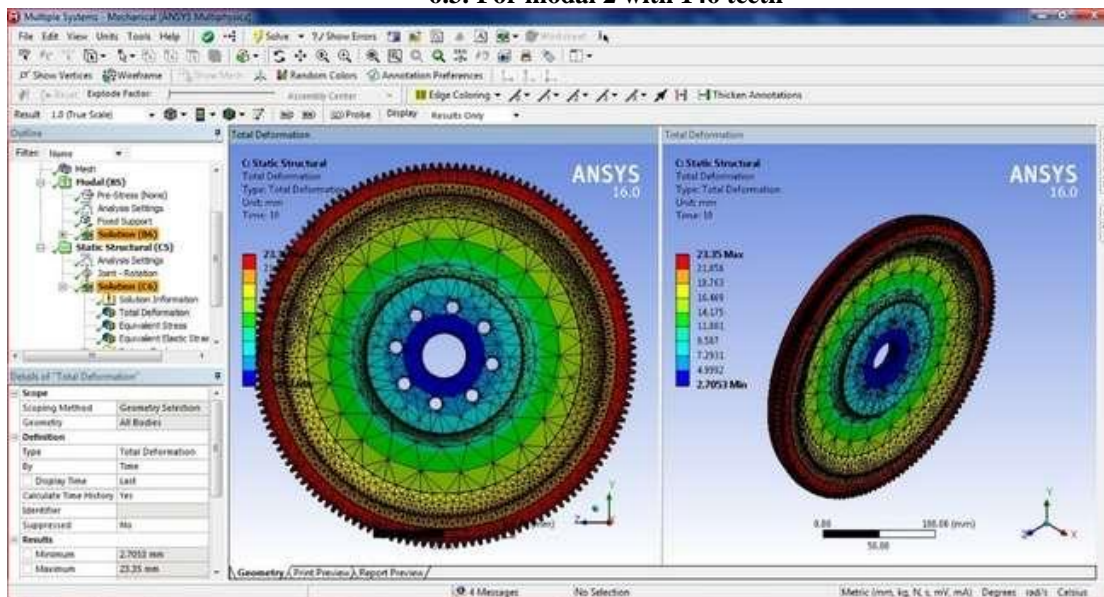 6.3. For modal 2 with 146 teeth
Multiple Systems - Mechanical [ANSYS Multiphysics]
File Edit View Units Tools Help Solve ?/ Show Errors Worksheet
Show Vertices Wireframe Show Mesh Random Colors Annotation Preferences
Reset Explode Factor: Assembly Center Edge Coloring Thicken Annotations
Result 1.0 (True Scale) Probe Display Results Only
Outline
Filter: Name
Mesh
Modal (B5)
Pre-Stress (None)
Analysis Settings
Fixed Support
Solution (B6)
Static Structural (C5)
Analysis Settings
Joint - Rotation
Solution (C6)
Solution Information
Total Deformation
Equivalent Stress
Equivalent Elastic Strain
Details of "Total Deformation"
Scope
Scoping Method Geometry Selection
Geometry All Bodies
Definition
Type Total Deformation
By Time
Display Time Last
Calculate Time History Yes
Identifier
Suppressed No
Results
Minimum 2.7053 mm
Maximum 23.35 mm
Total Deformation
C: Static Structural
Total Deformation
Type: Total Deformation
Unit: mm
Time: 10
ANSYS
16.0
(mm)
Z
Y
Total Deformation
C: Static Structural
Total Deformation
Type: Total Deformation
Unit: mm
Time: 10
ANSYS
16.0
23.35 Max
21.056
18.763
16.469
14.175
11.881
9.587
7.2931
4.9992
2.7053 Min
0.00 100.00 (mm)
50.00
Y
Z X
Geometry Print Preview Report Preview
4 Messages No Selection Metric (mm, kg, N, s, mV, mA) Degrees rad/s Celsius